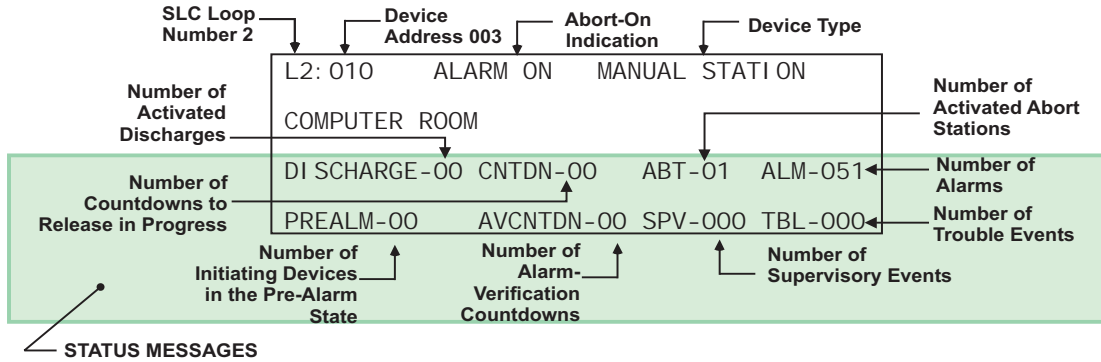 SLC Loop
Number 2
Device
Address 003
Abort-On
Indication
Device Type
L2:010 ALARM ON MANUAL STATION
COMPUTER ROOM
DISCHARGE-00 CNTDN-00 ABT-01 ALM-051
PREALM-00 AVCNTDN-00 SPV-000 TBL-000
Number of
Activated
Discharges
Number of
Activated Abort
Stations
Number of
Countdowns to
Release in Progress
Number of
Alarms
Number of
Trouble Events
Number of
Initiating Devices
in the Pre-Alarm
State
Number of
Alarm-
Verification
Countdowns
Number of
Supervisory Events
STATUS MESSAGES